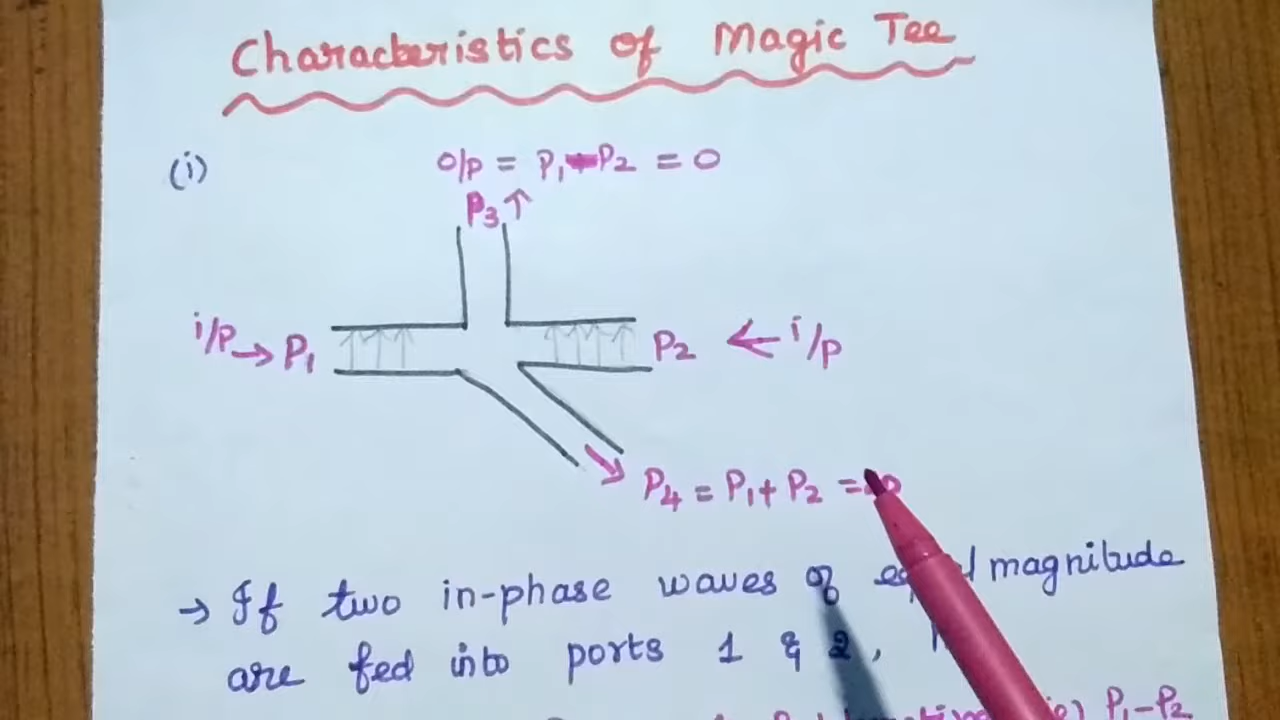 Characteristics of Magic Tee
(i)
o/p = P1 - P2 = 0
P3 ↑
i/p → P1
P2 ← i/p
P4 = P1 + P2 =
→ If two in-phase waves of magnitude
are fed into ports 1 & 2,
P1 - P2